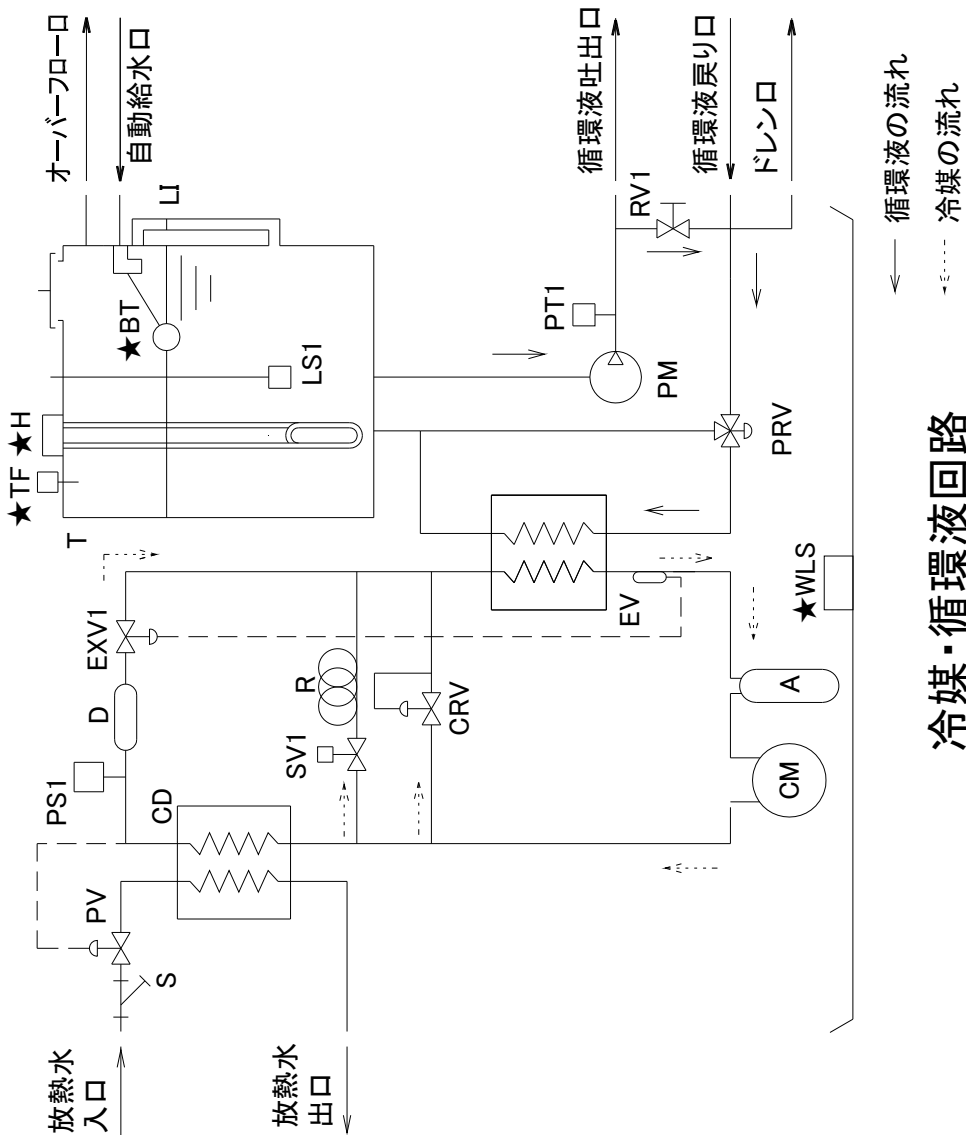 オーバーフロー口
自動給水口
LI
★BT
LS1
★H
★TF
T
循環液吐出口
循環液戻り口
ドレン口
RV1
PT1
PM
PRV
循環液の流れ
冷媒の流れ
EXV1
D
PS1
CD
PV
S
R
SV1
CRV
EV
★WLS
A
CM
放熱水
入口
放熱水
出口
冷媒・循環液回路